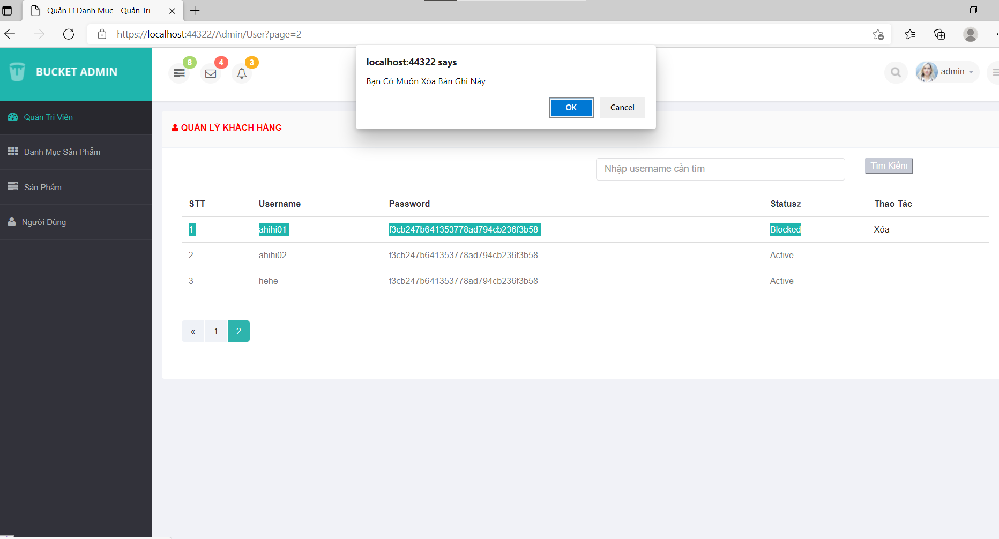 Quản Lí Danh Muc - Quản Trị
https://localhost:44322/Admin/User?page=2
BUCKET ADMIN
8
4
3
admin
localhost:44322 says
Bạn Có Muốn Xóa Bản Ghi Này
OK
Cancel
Quản Trị Viên
Danh Mục Sản Phẩm
Sản Phẩm
Người Dùng
QUẢN LÝ KHÁCH HÀNG
Nhập username cần tìm
Tìm Kiếm
STT Username Password Statusz Thao Tác
1 ahihi01 f3cb247b641353778ad794cb236f3b58 Blocked Xóa
2 ahihi02 f3cb247b641353778ad794cb236f3b58 Active
3 hehe f3cb247b641353778ad794cb236f3b58 Active
« 1 2